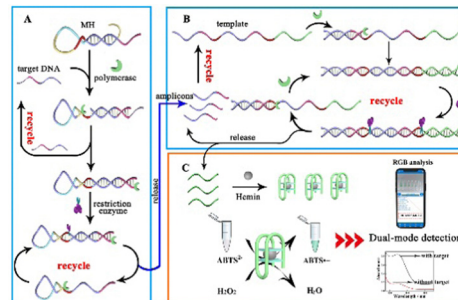 A
MH
target DNA
polymerase
recycle
restriction
enzyme
recycle
release
B
template
recycle
amplicons
recycle
release
C
Hemin
RGB analysis
ABTS²⁻
ABTS•−
H₂O₂
H₂O
Dual-mode detection
with target
without target